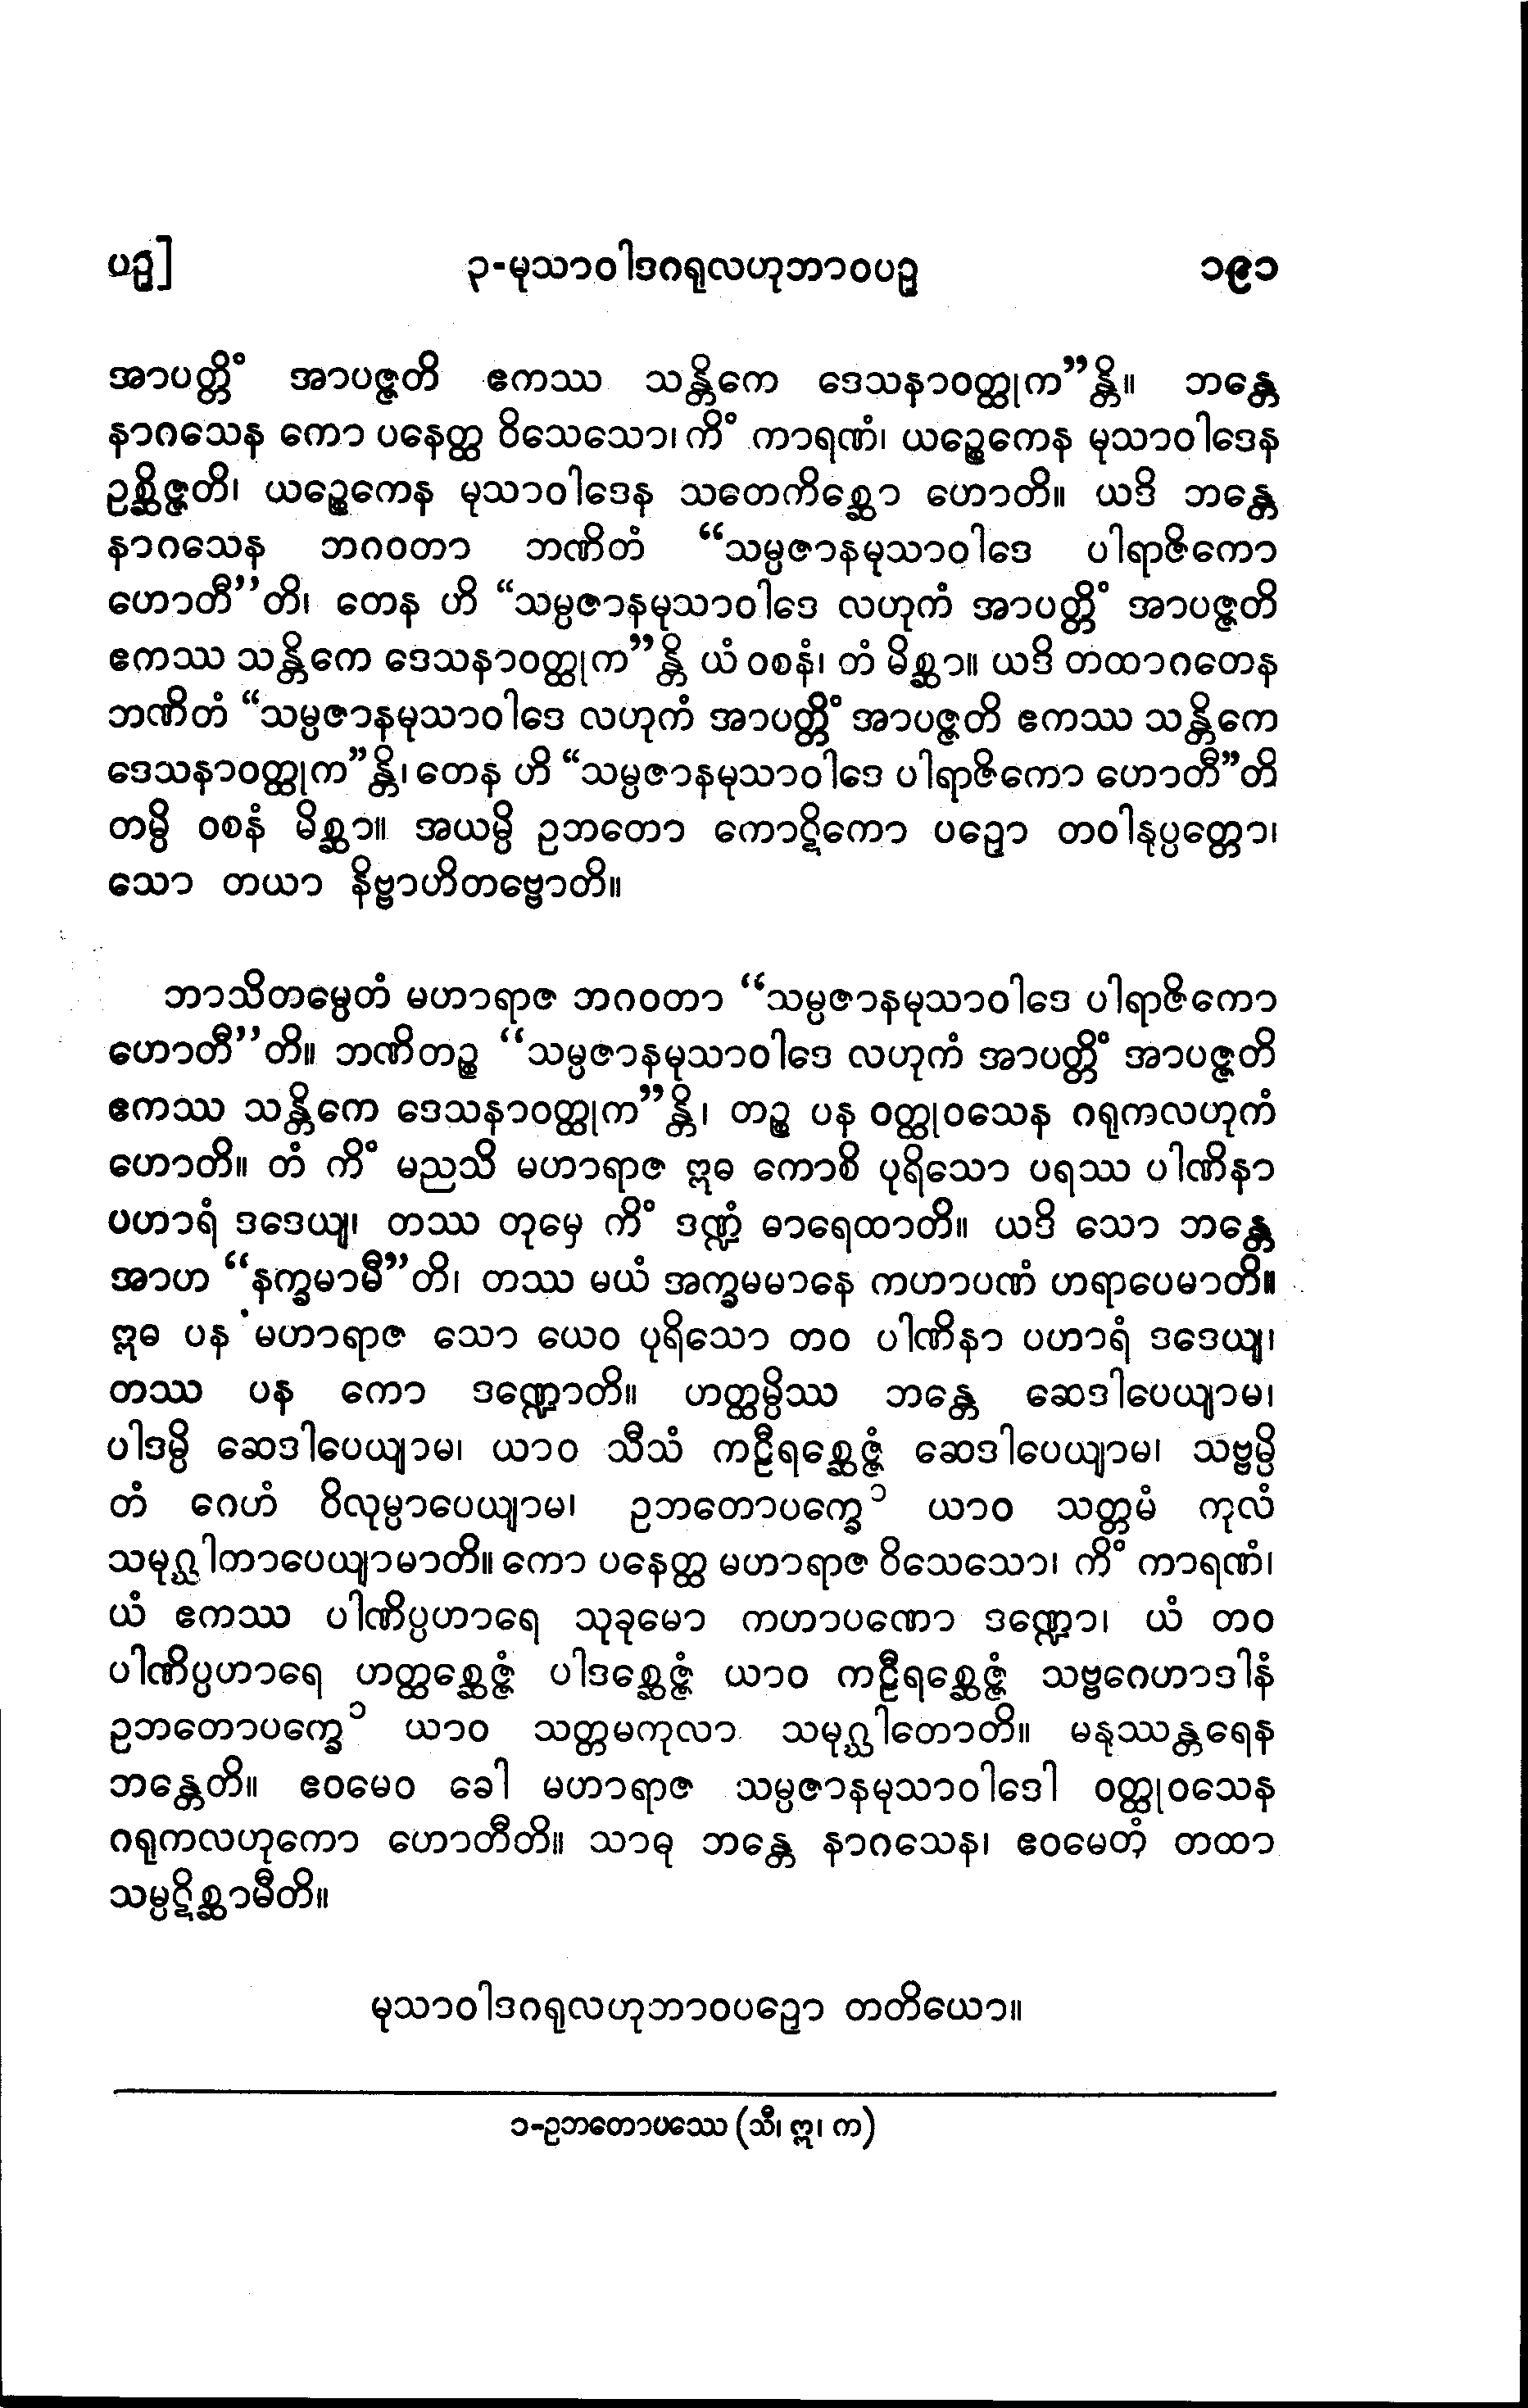 ပဥှ] ၃-မုသာဝါဒဂရုလဟုဘာဝပဥှ ၁၉၁
အာပတ္တိံ အာပဇ္ဇတိ ဧကဿ သန္တိကေ ဒေသနာဝတ္ထုက”န္တိ။ ဘန္တေ
နာဂသေန ကော ပနေတ္ထ ဝိသေသော၊ ကိံ ကာရဏံ၊ ယဉ္စေကေန မုသာဝါဒေန
ဥစ္ဆိဇ္ဇတိ၊ ယဉ္စေကေန မုသာဝါဒေန သတေကိစ္ဆော ဟောတိ။ ယဒိ ဘန္တေ
နာဂသေန ဘဂဝတာ ဘဏိတံ “သမ္ပဇာနမုသာဝါဒေ ပါရာဇိကော
ဟောတီ”တိ၊ တေန ဟိ “သမ္ပဇာနမုသာဝါဒေ လဟုကံ အာပတ္တိံ အာပဇ္ဇတိ
ဧကဿ သန္တိကေ ဒေသနာဝတ္ထုက”န္တိ ယံ ဝစနံ၊ တံ မိစ္ဆာ။ ယဒိ တထာဂတေန
ဘဏိတံ “သမ္ပဇာနမုသာဝါဒေ လဟုကံ အာပတ္တိံ အာပဇ္ဇတိ ဧကဿ သန္တိကေ
ဒေသနာဝတ္ထုက”န္တိ၊ တေန ဟိ “သမ္ပဇာနမုသာဝါဒေ ပါရာဇိကော ဟောတီ”တိ
တမ္ပိ ဝစနံ မိစ္ဆာ။ အယမ္ပိ ဥဘတော ကောဋိကော ပဉှော တဝါနုပ္ပတ္တော၊
သော တယာ နိဗ္ဗာဟိတဗ္ဗောတိ။
ဘာသိတမ္ပေတံ မဟာရာဇ ဘဂဝတာ “သမ္ပဇာနမုသာဝါဒေ ပါရာဇိကော
ဟောတီ”တိ။ ဘဏိတဉ္စ “သမ္ပဇာနမုသာဝါဒေ လဟုကံ အာပတ္တိံ အာပဇ္ဇတိ
ဧကဿ သန္တိကေ ဒေသနာဝတ္ထုက”န္တိ၊ တဉ္စ ပန ဝတ္ထုဝသေန ဂရုကလဟုကံ
ဟောတိ။ တံ ကိံ မညသိ မဟာရာဇ ဣဓ ကောစိ ပုရိသော ပရဿ ပါဏိနာ
ပဟာရံ ဒဒေယျ၊ တဿ တုမှေ ကိံ ဒဏ္ဍံ ဓာရေထာတိ။ ယဒိ သော ဘန္တေ
အာဟ “နက္ခမာမီ”တိ၊ တဿ မယံ အက္ခမမာနေ ကဟာပဏံ ဟရာပေမာတိ။
ဣဓ ပန မဟာရာဇ သော ယေဝ ပုရိသော တဝ ပါဏိနာ ပဟာရံ ဒဒေယျ၊
တဿ ပန ကော ဒဏ္ဍောတိ။ ဟတ္ထမ္ပိဿ ဘန္တေ ဆေဒါပေယျာမ၊
ပါဒမ္ပိ ဆေဒါပေယျာမ၊ ယာဝ သီသံ ကဠီရစ္ဆေဇ္ဇံ ဆေဒါပေယျာမ၊ သဗ္ဗမ္ပိ
တံ ဂေဟံ ဝိလုမ္ပာပေယျာမ၊ ဥဘတောပက္ခေ ၁ ယာဝ သတ္တမံ ကုလံ
သမုဂ္ဃါတာပေယျာမာတိ။ ကော ပနေတ္ထ မဟာရာဇ ဝိသေသော၊ ကိံ ကာရဏံ၊
ယံ ဧကဿ ပါဏိပ္ပဟာရေ သုခုမော ကဟာပဏော ဒဏ္ဍော၊ ယံ တဝ
ပါဏိပ္ပဟာရေ ဟတ္ထစ္ဆေဇ္ဇံ ပါဒစ္ဆေဇ္ဇံ ယာဝ ကဠီရစ္ဆေဇ္ဇံ သဗ္ဗဂေဟာဒါနံ
ဥဘတောပက္ခေ ၁ ယာဝ သတ္တမကုလာ သမုဂ္ဃါတောတိ။ မနုဿန္တရေန
ဘန္တေတိ။ ဧဝမေဝ ခေါ မဟာရာဇ သမ္ပဇာနမုသာဝါဒေါ ဝတ္ထုဝသေန
ဂရုကလဟုကော ဟောတီတိ။ သာဓု ဘန္တေ နာဂသေန၊ ဧဝမေတံ တထာ
သမ္ပဋိစ္ဆာမီတိ။
မုသာဝါဒဂရုလဟုဘာဝပဉှော တတိယော။
၁-ဥဘတောပဿေ (သီ၊ ဣ၊ က)